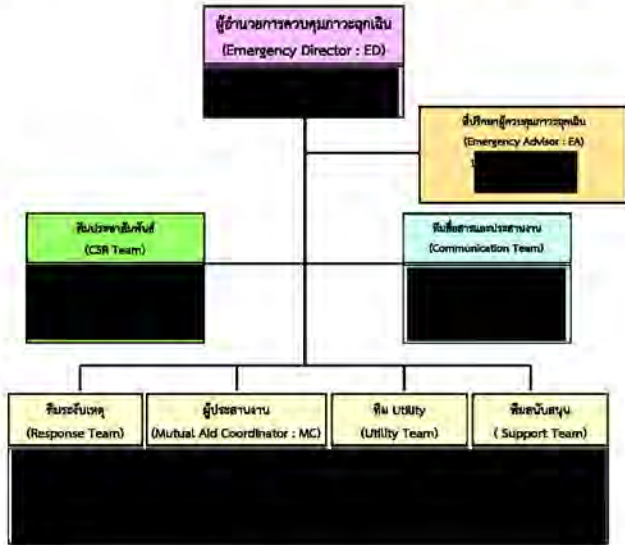 ผู้อำนวยการควบคุมภาวะฉุกเฉิน
(Emergency Director : ED)
ที่ปรึกษาผู้ควบคุมภาวะฉุกเฉิน
(Emergency Advisor : EA)
ทีมประชาสัมพันธ์
(CSR Team)
ทีมสื่อสารและประสานงาน
(Communication Team)
ทีมระงับเหตุ
(Response Team)
ผู้ประสานงาน
(Mutual Aid Coordinator : MC)
ทีม Utility
(Utility Team)
ทีมสนับสนุน
( Support Team)